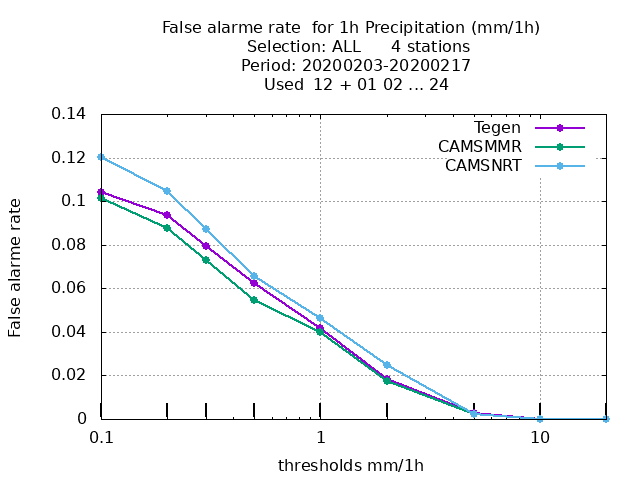 False alarme rate  for 1h Precipitation (mm/1h)
Selection: ALL      4 stations
Period: 20200203-20200217
Used  12 + 01 02 ... 24
Tegen
CAMSMMR
CAMSNRT
0.14
0.12
0.1
0.08
0.06
0.04
0.02
0
False alarme rate
0.1 1 10
thresholds mm/1h